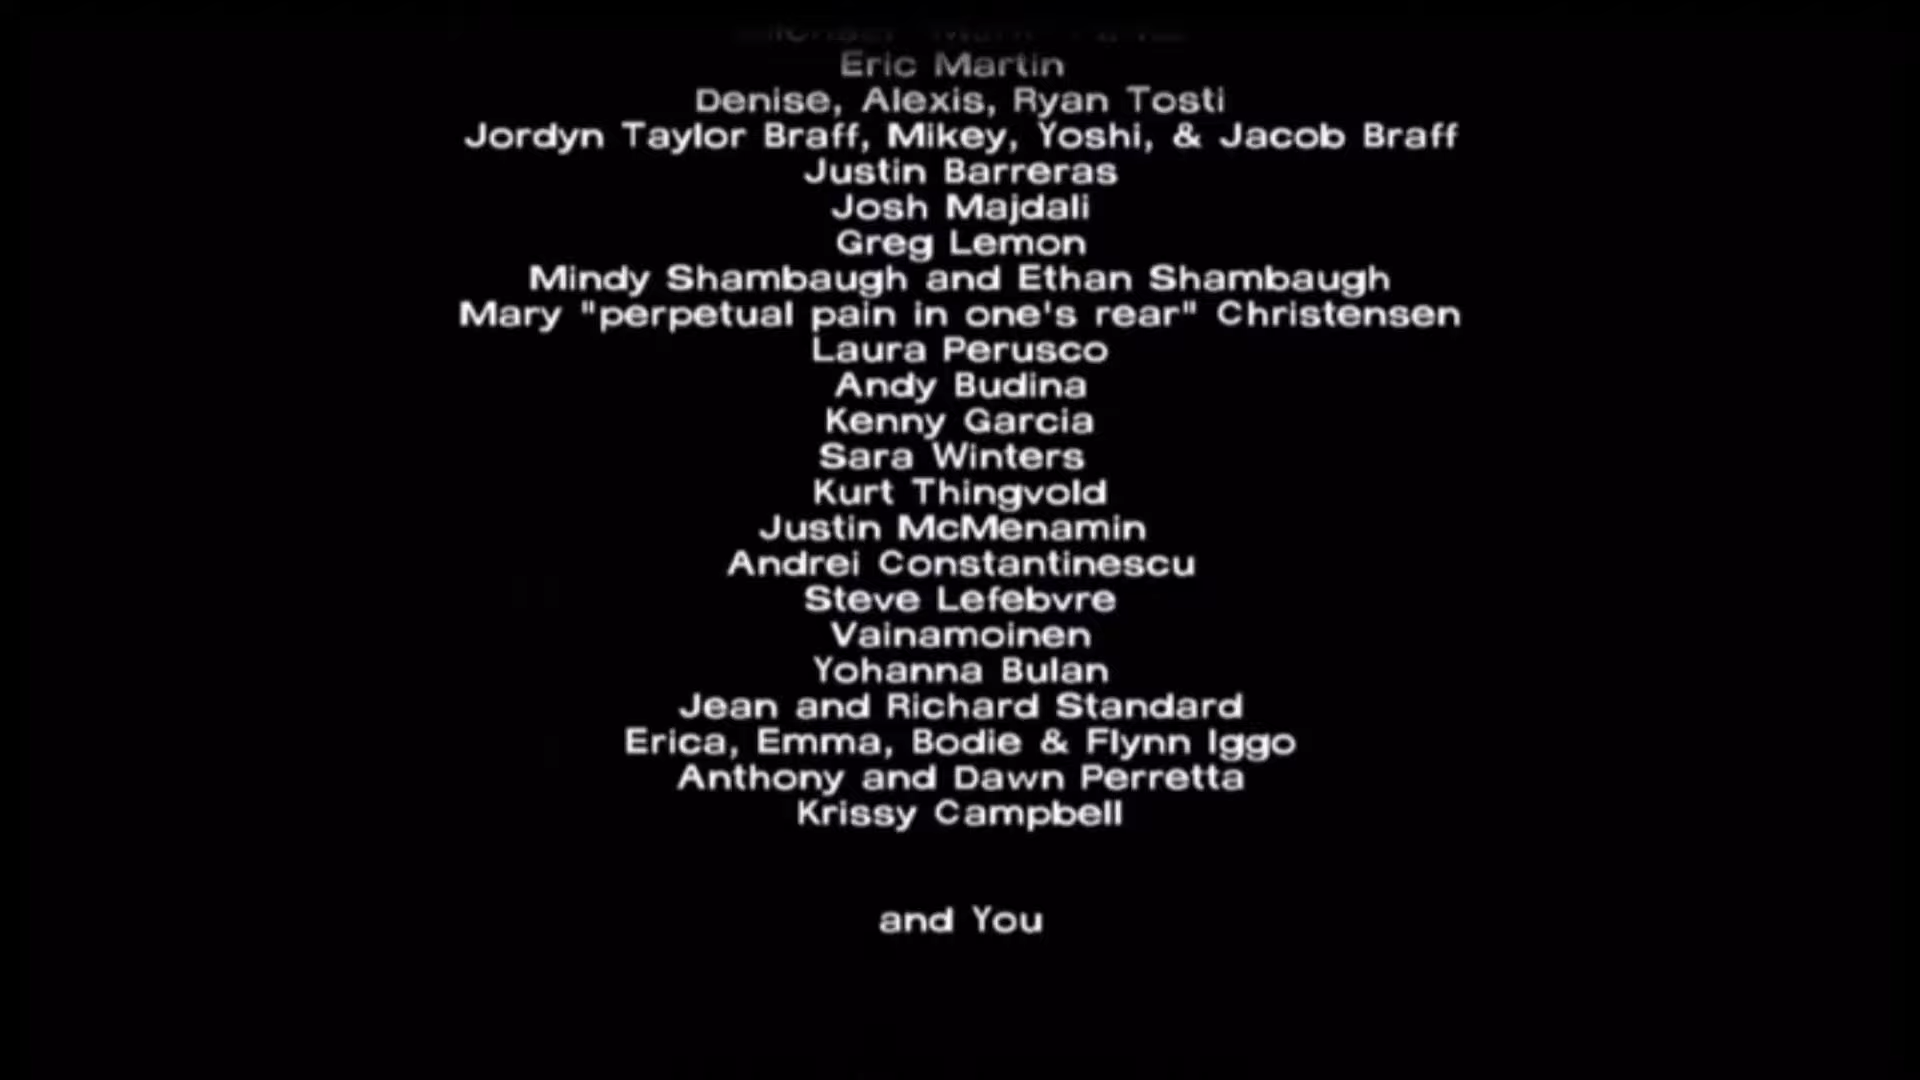 Eric Martin
Denise, Alexis, Ryan Tosti
Jordyn Taylor Braff, Mikey, Yoshi, & Jacob Braff
Justin Barreras
Josh Majdali
Greg Lemon
Mindy Shambaugh and Ethan Shambaugh
Mary "perpetual pain in one's rear" Christensen
Laura Perusco
Andy Budina
Kenny Garcia
Sara Winters
Kurt Thingvold
Justin McMenamin
Andrei Constantinescu
Steve Lefebvre
Vainamoinen
Yohanna Bulan
Jean and Richard Standard
Erica, Emma, Bodie & Flynn Iggo
Anthony and Dawn Perretta
Krissy Campbell
and You